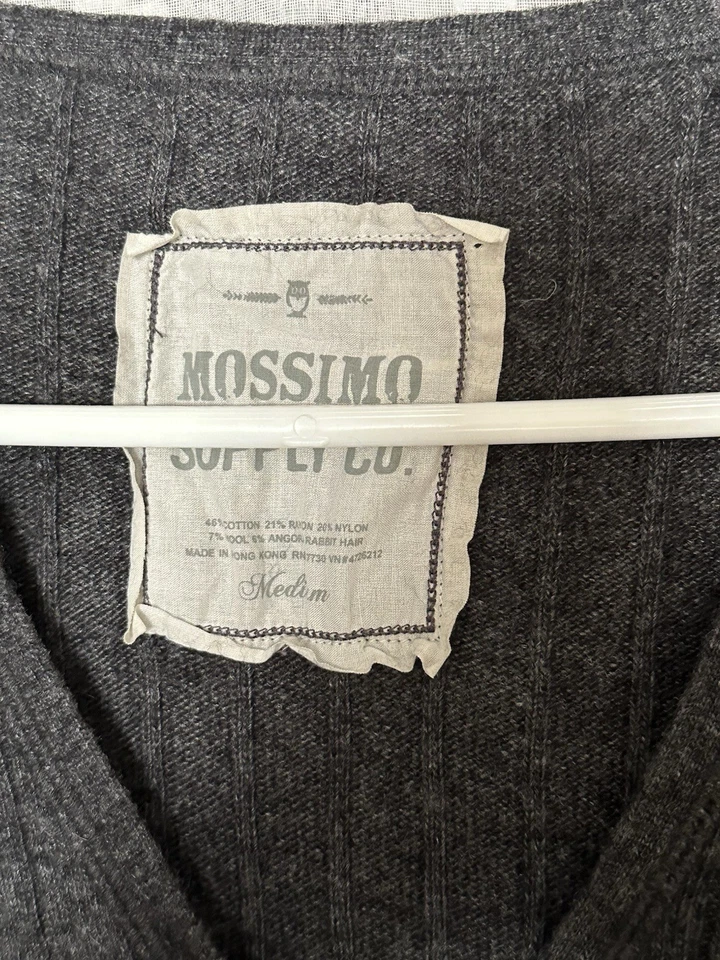 MOSSIMO
SUPPLY CO.
46% COTTON 21% RAYON 20% NYLON
7% WOOL 6% ANGORA RABBIT HAIR
MADE IN HONG KONG RN7730 VN#4726212
Medium